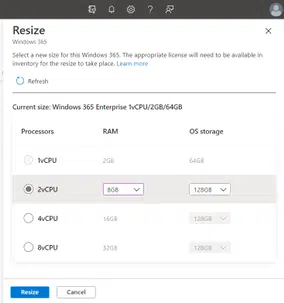 Resize
Windows 365
Select a new size for this Windows 365. The appropriate license will need to be available in
inventory for the resize to take place. Learn more
Refresh
Current size: Windows 365 Enterprise 1vCPU/2GB/64GB
Processors RAM OS storage
1vCPU 2GB 64GB
2vCPU 8GB 128GB
4vCPU 16GB 128GB
8vCPU 32GB 128GB
Resize Cancel